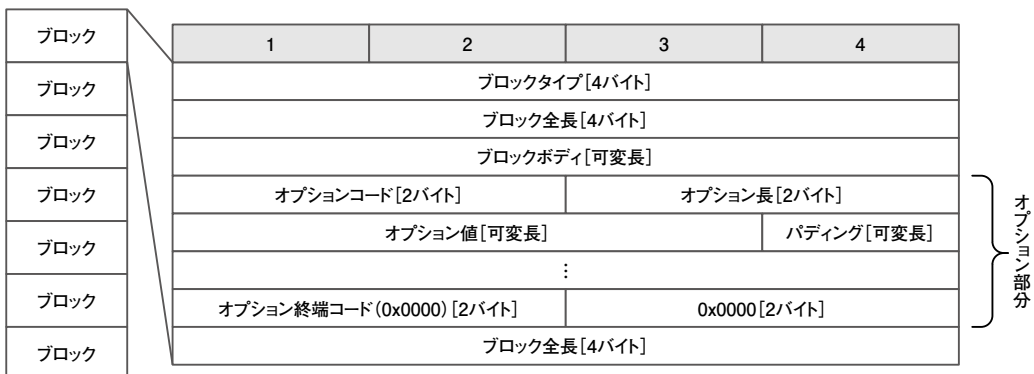 ブロック
ブロック
ブロック
ブロック
ブロック
ブロック
ブロック
1 2 3 4
ブロックタイプ[4バイト]
ブロック全長[4バイト]
ブロックボディ[可変長]
オプションコード[2バイト] オプション長[2バイト]
オプション値[可変長] パディング[可変長]
⋮
オプション終端コード(0x0000)[2バイト] 0x0000[2バイト]
ブロック全長[4バイト]
オプション部分